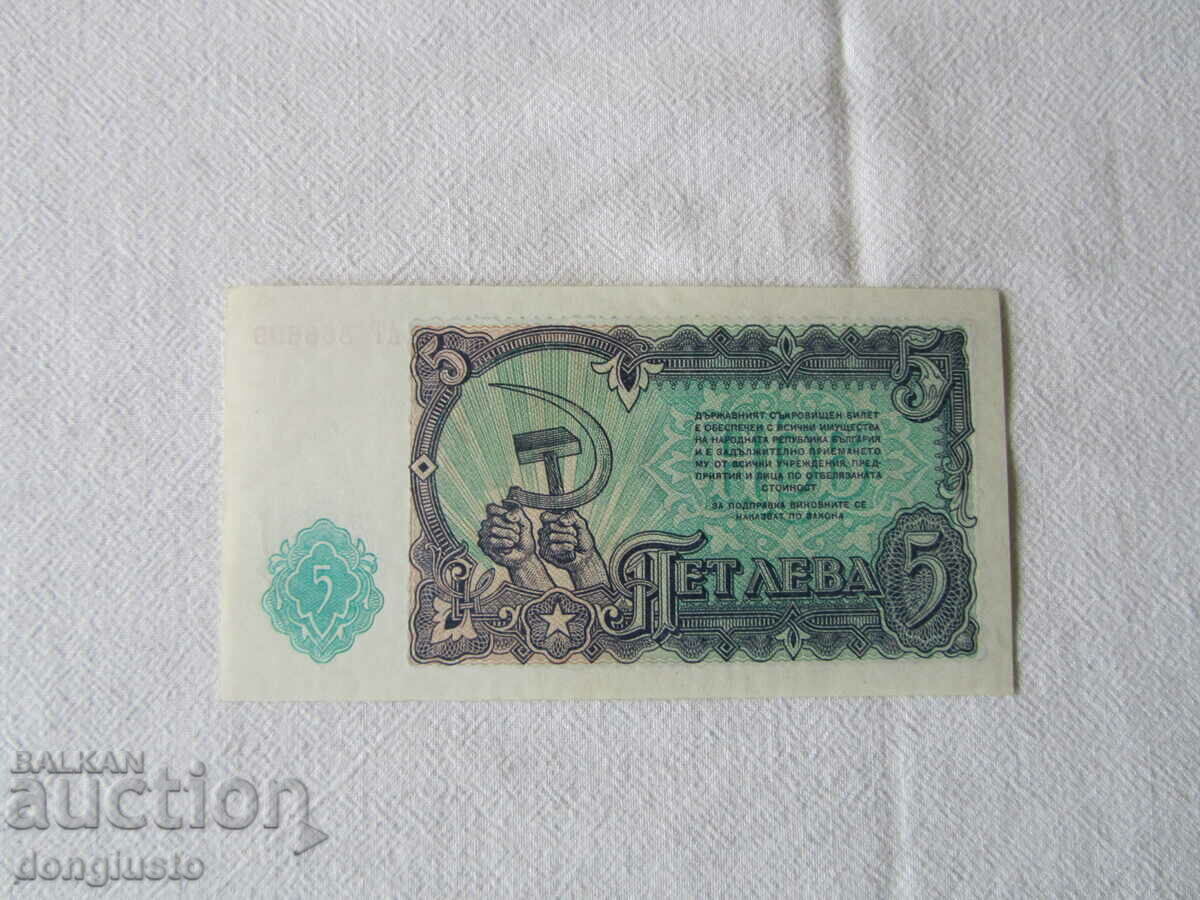 5
5
ДЪРЖАВНИЯТ СЪКРОВИЩЕН БИЛЕТ
Е ОБЕСПЕЧЕН С ВСИЧКИ ИМУЩЕСТВА
НА НАРОДНАТА РЕПУБЛИКА БЪЛГАРИЯ
И Е ЗАДЪЛЖИТЕЛНО ПРИЕМАНЕТО
МУ ОТ ВСИЧКИ УЧРЕЖДЕНИЯ, ПРЕД-
ПРИЯТИЯ И ЛИЦА ПО ОТБЕЛЯЗАНАТА
СТОЙНОСТ
ЗА ПОДПРАВКА ВИНОВНИТЕ СЕ
НАКАЗВАТ ПО ЗАКОНА
5
ПЕТ ЛЕВА
5
BALKAN
auction
dongiusto